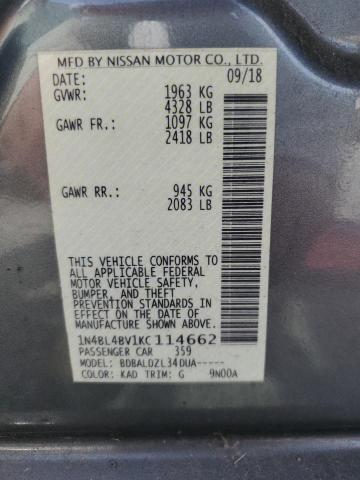 MFD BY NISSAN MOTOR CO., LTD.
DATE: 09/18
GVWR: 1963 KG
4328 LB
GAWR FR.: 1097 KG
2418 LB
GAWR RR.: 945 KG
2083 LB
THIS VEHICLE CONFORMS TO
ALL APPLICABLE FEDERAL
MOTOR VEHICLE SAFETY,
BUMPER, AND THEFT
PREVENTION STANDARDS IN
EFFECT ON THE DATE OF
MANUFACTURE SHOWN ABOVE.
1N4BL4BV1KC114662
PASSENGER CAR 359
MODEL: BDBALDZL34DUA-----
COLOR: KAD TRIM: G 9N00A